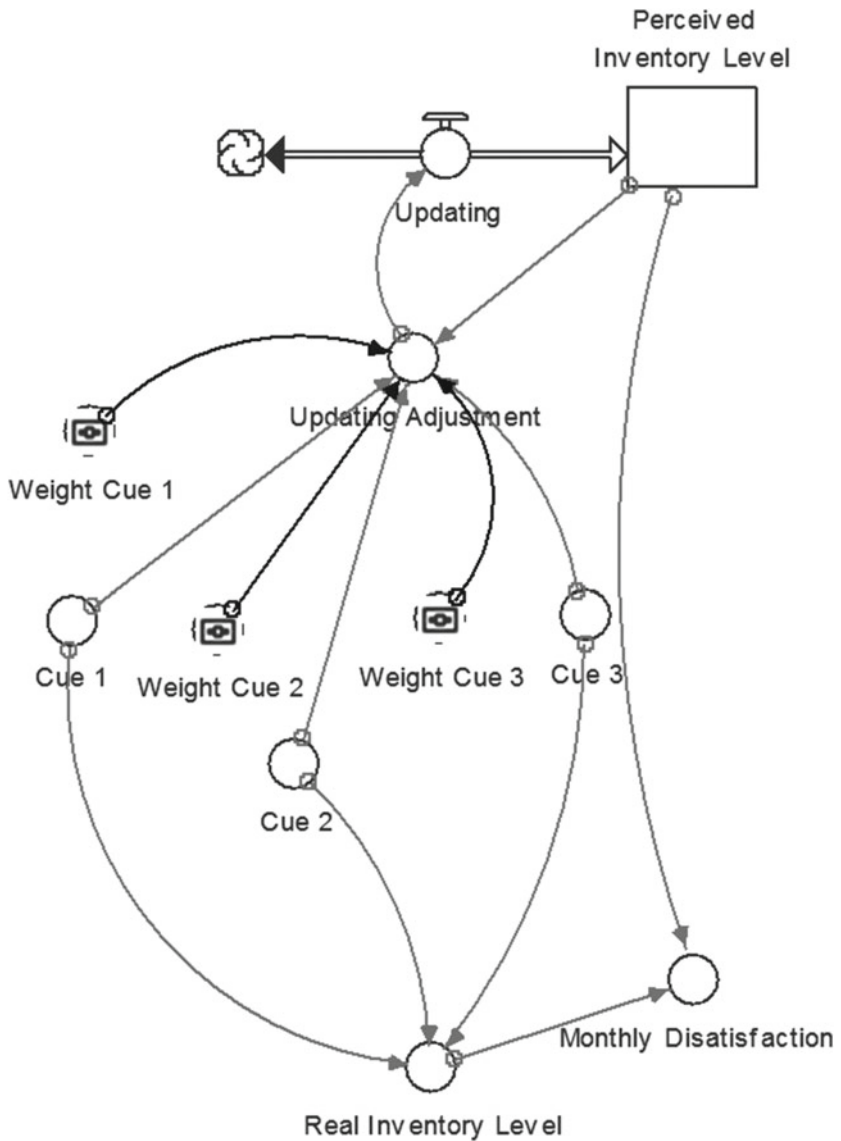 Perceived
Inventory Level
Updating
Updating Adjustment
Weight Cue 1
Cue 1
Weight Cue 2
Weight Cue 3
Cue 3
Cue 2
Monthly Disatisfaction
Real Inventory Level